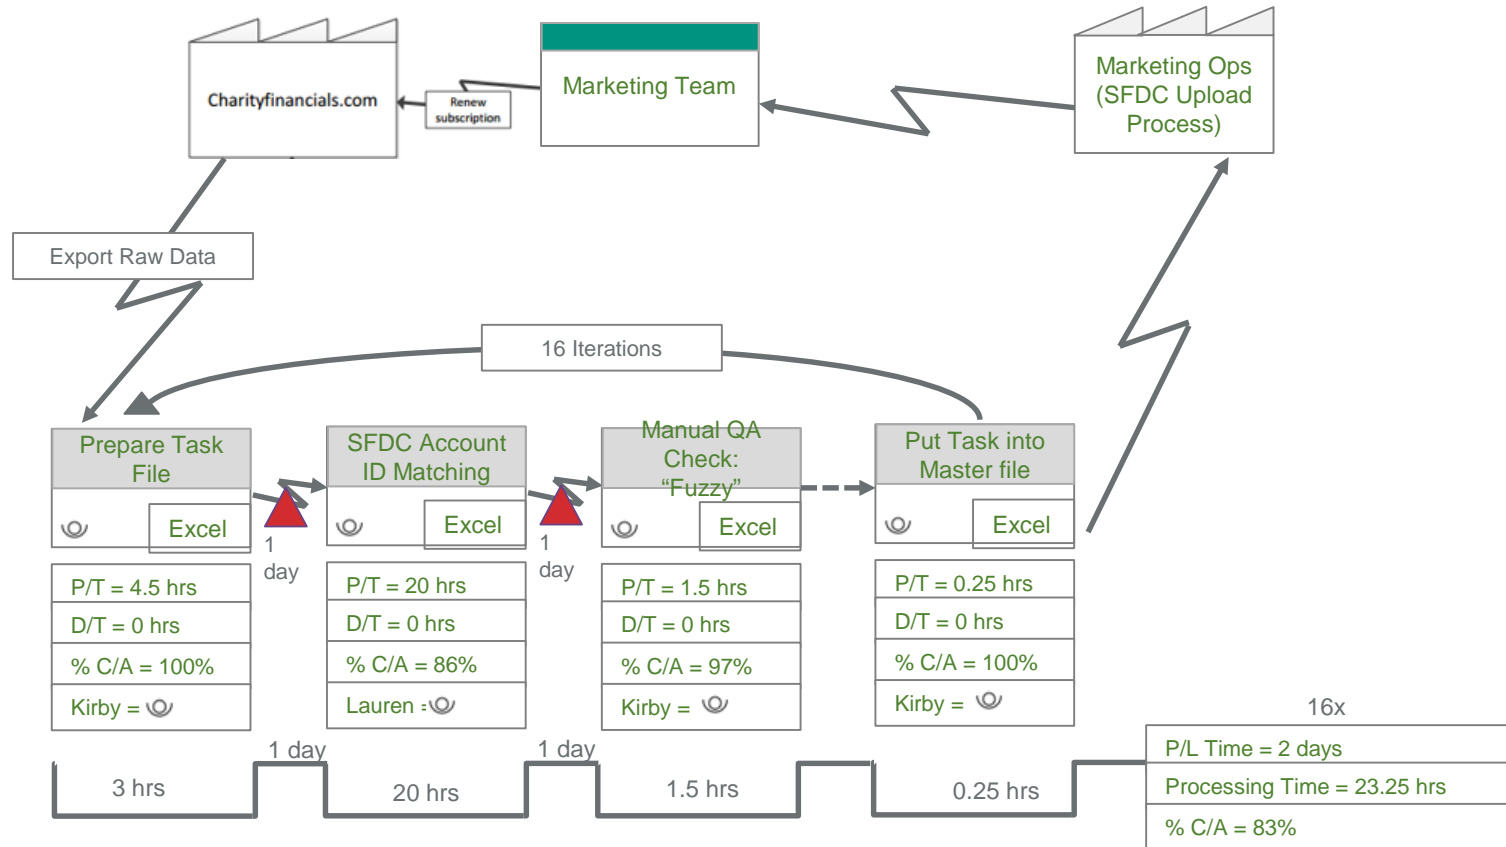 Charityfinancials.com
Renew
subscription
Marketing Team
Marketing Ops
(SFDC Upload
Process)
Export Raw Data
16 Iterations
Prepare Task
File
Excel
1
day
SFDC Account
ID Matching
Excel
1
day
Manual QA
Check:
“Fuzzy”
Excel
Put Task into
Master file
Excel
P/T = 4.5 hrs
D/T = 0 hrs
% C/A = 100%
Kirby =
P/T = 20 hrs
D/T = 0 hrs
% C/A = 86%
Lauren =
P/T = 1.5 hrs
D/T = 0 hrs
% C/A = 97%
Kirby =
P/T = 0.25 hrs
D/T = 0 hrs
% C/A = 100%
Kirby =
3 hrs
1 day
20 hrs
1 day
1.5 hrs
0.25 hrs
16x
P/L Time = 2 days
Processing Time = 23.25 hrs
% C/A = 83%